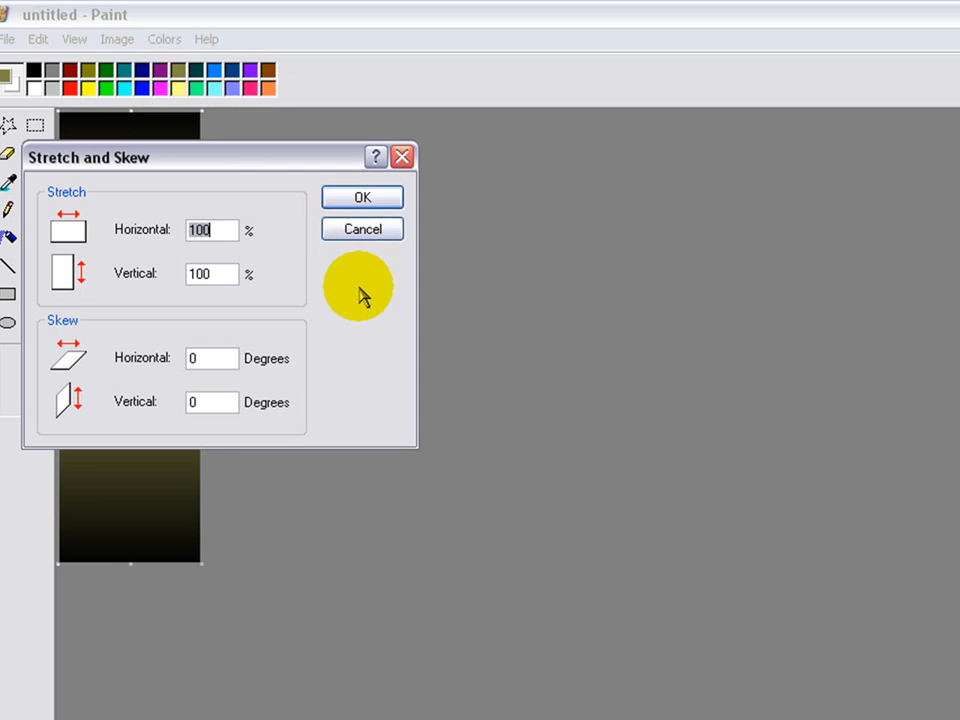 untitled - Paint
File Edit View Image Colors Help
Stretch and Skew
Stretch
Horizontal: 100 %
Vertical: 100 %
OK
Cancel
Skew
Horizontal: 0 Degrees
Vertical: 0 Degrees